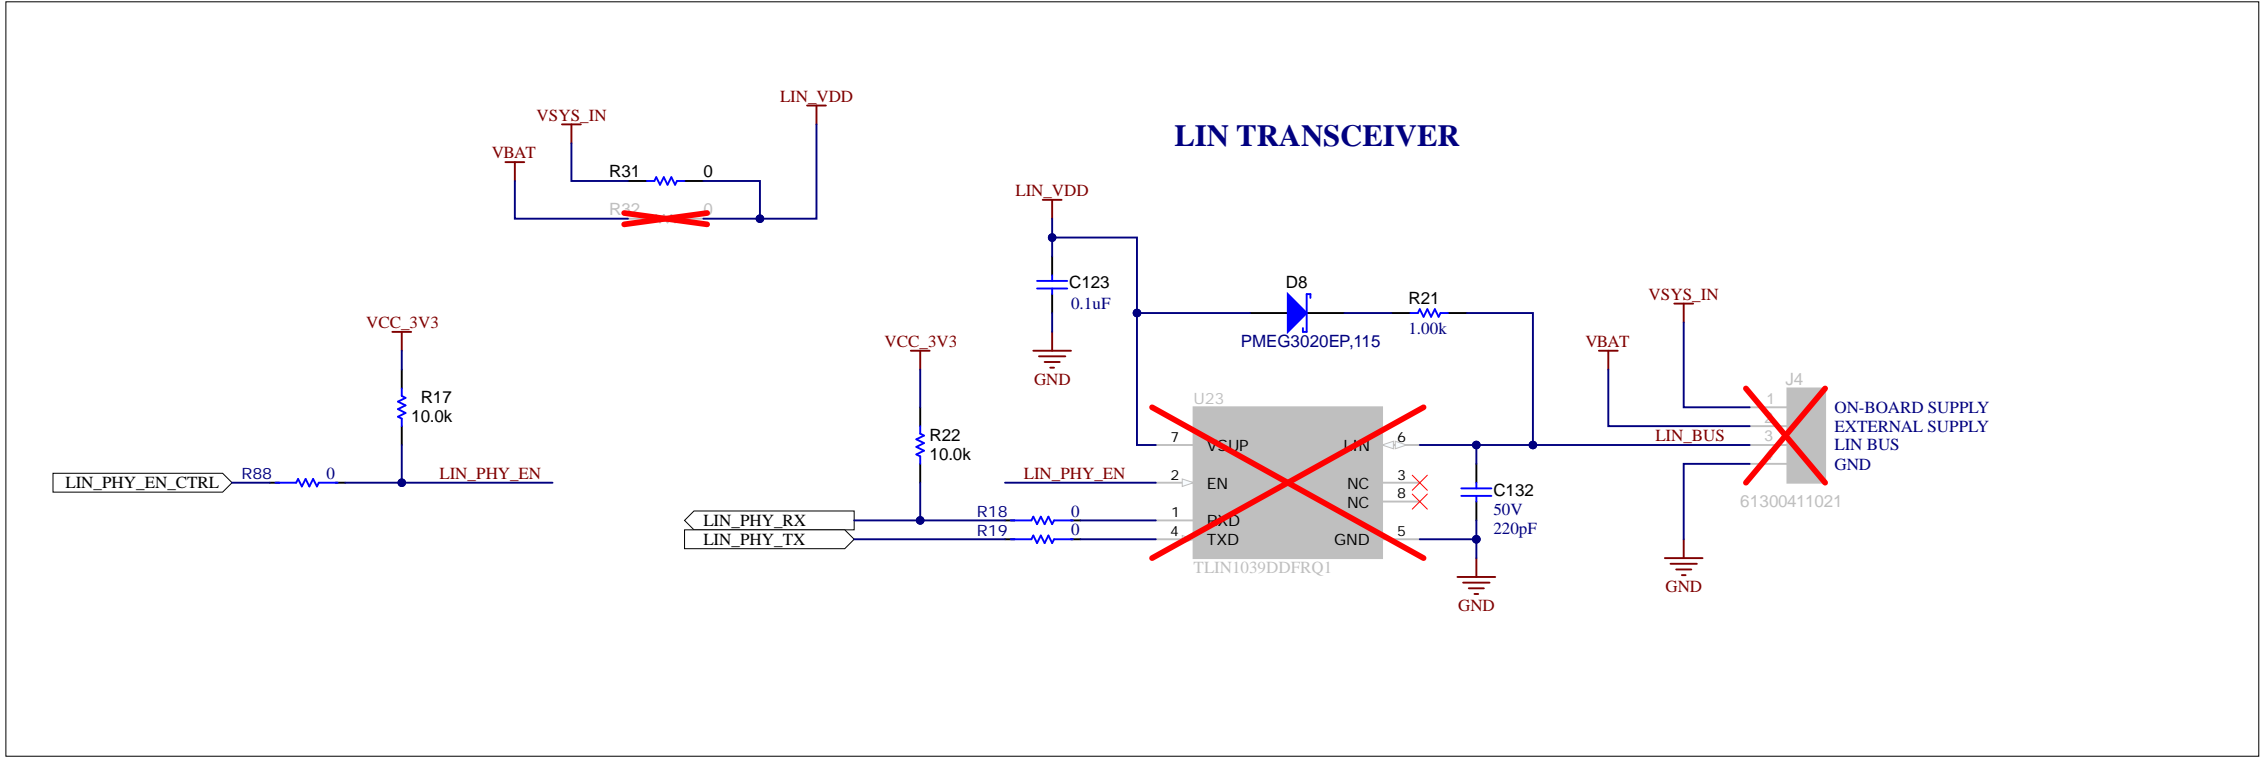 LIN_VDD
VSYS_IN
VBAT
R31 0
R32 0
LIN TRANSCEIVER
LIN_VDD
C123
0.1uF
GND
D8
PMEG3020EP,115
R21
1.00k
VSYS_IN
VBAT
VCC_3V3
R17
10.0k
VCC_3V3
R22
10.0k
LIN_PHY_EN_CTRL R88 0 LIN_PHY_EN
LIN_PHY_EN
LIN_PHY_RX R18 0
LIN_PHY_TX R19 0
U23
7 VSUP LIN 6
2 EN NC 3
NC 8
1 RXD
4 TXD GND 5
TLIN1039DDFRQ1
C132
50V
220pF
GND
J4
1 ON-BOARD SUPPLY
EXTERNAL SUPPLY
LIN_BUS 3 LIN BUS
GND
61300411021
GND